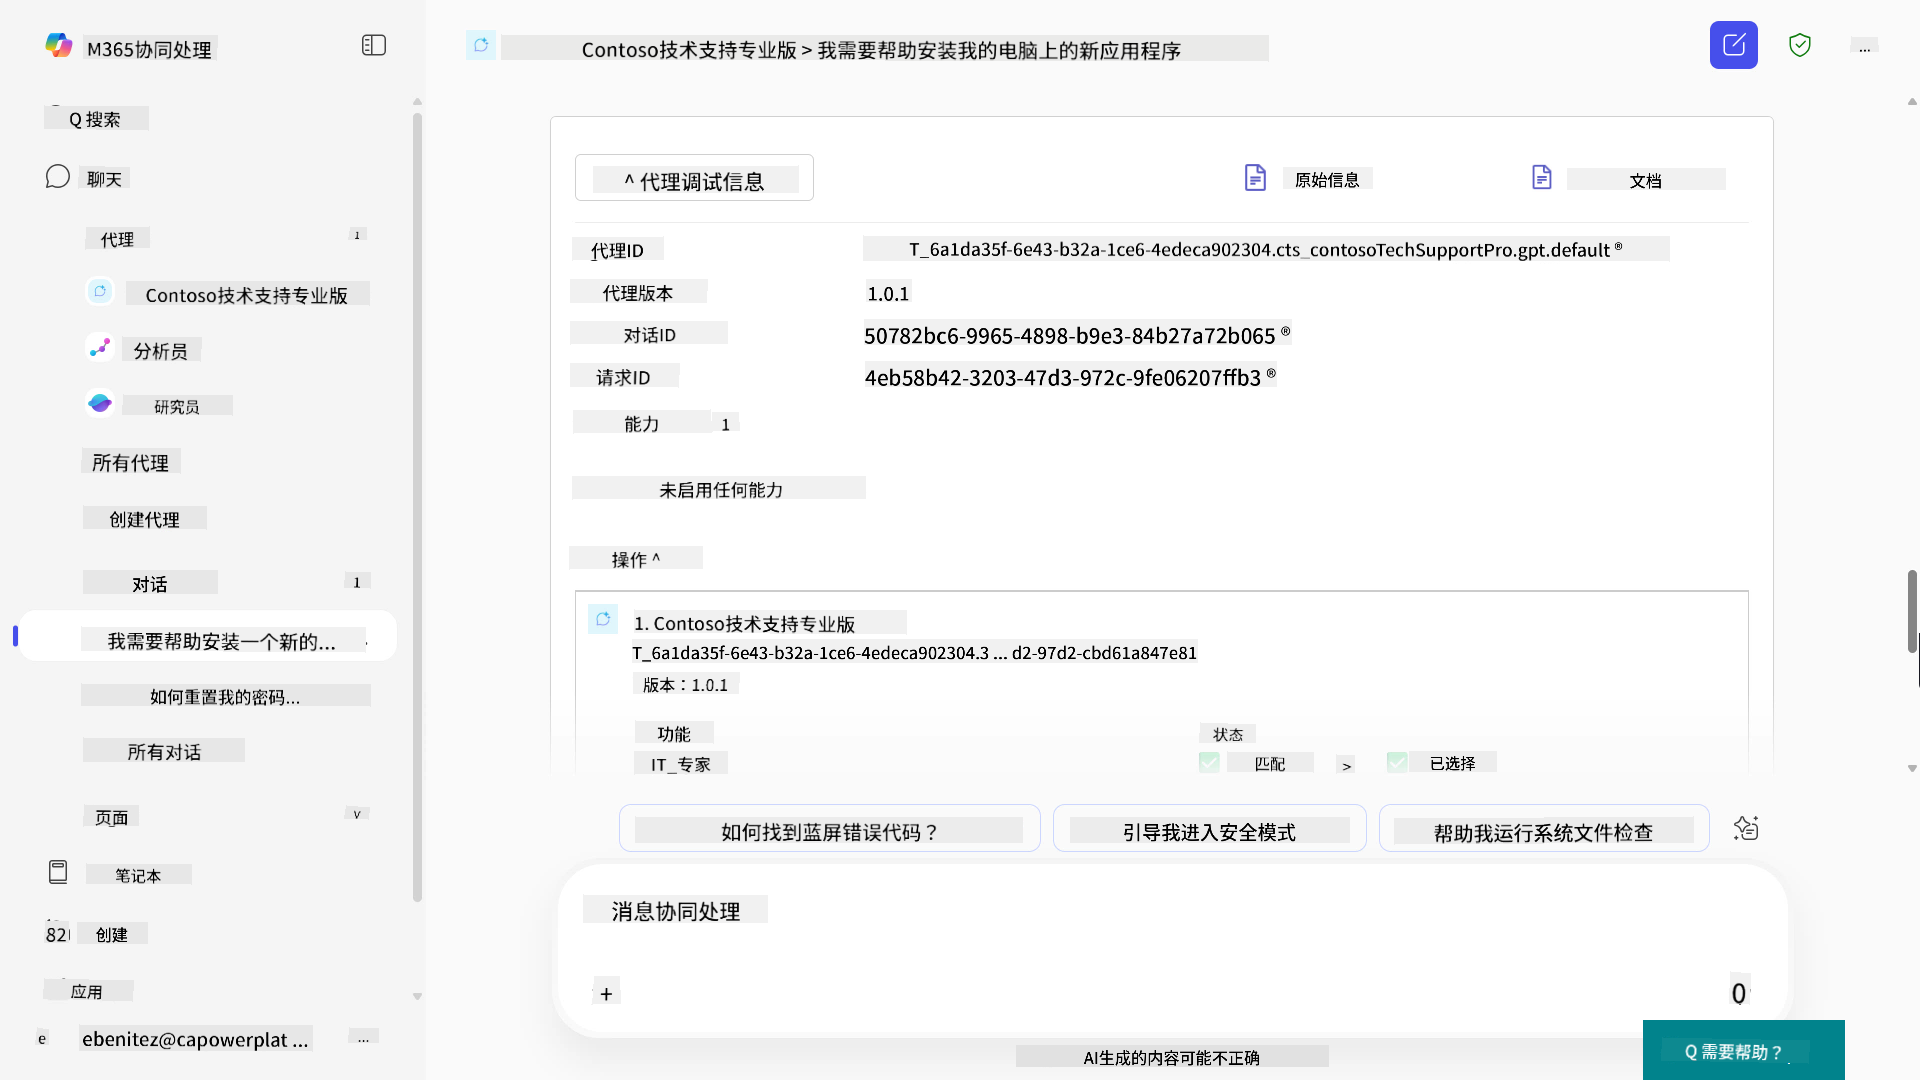 M365协同处理
Q 搜索
聊天
代理 1
Contoso技术支持专业版
分析员
研究员
所有代理
创建代理
对话 1
我需要帮助安装一个新的...
如何重置我的密码...
所有对话
页面 v
笔记本
82 创建
应用
e ebenitez@capowerplat ... ...
Contoso技术支持专业版 > 我需要帮助安装我的电脑上的新应用程序 ...
^ 代理调试信息 原始信息 文档
代理ID T_6a1da35f-6e43-b32a-1ce6-4edeca902304.cts_contosoTechSupportPro.gpt.default ®
代理版本 1.0.1
对话ID 50782bc6-9965-4898-b9e3-84b27a72b065 ®
请求ID 4eb58b42-3203-47d3-972c-9fe06207ffb3 ®
能力 1
未启用任何能力
操作 ^
1. Contoso技术支持专业版
T_6a1da35f-6e43-b32a-1ce6-4edeca902304.3 ... d2-97d2-cbd61a847e81
版本：1.0.1
功能 状态
IT_专家 匹配 > 已选择
如何找到蓝屏错误代码？ 引导我进入安全模式 帮助我运行系统文件检查
消息协同处理
+ 0
AI生成的内容可能不正确
Q 需要帮助？